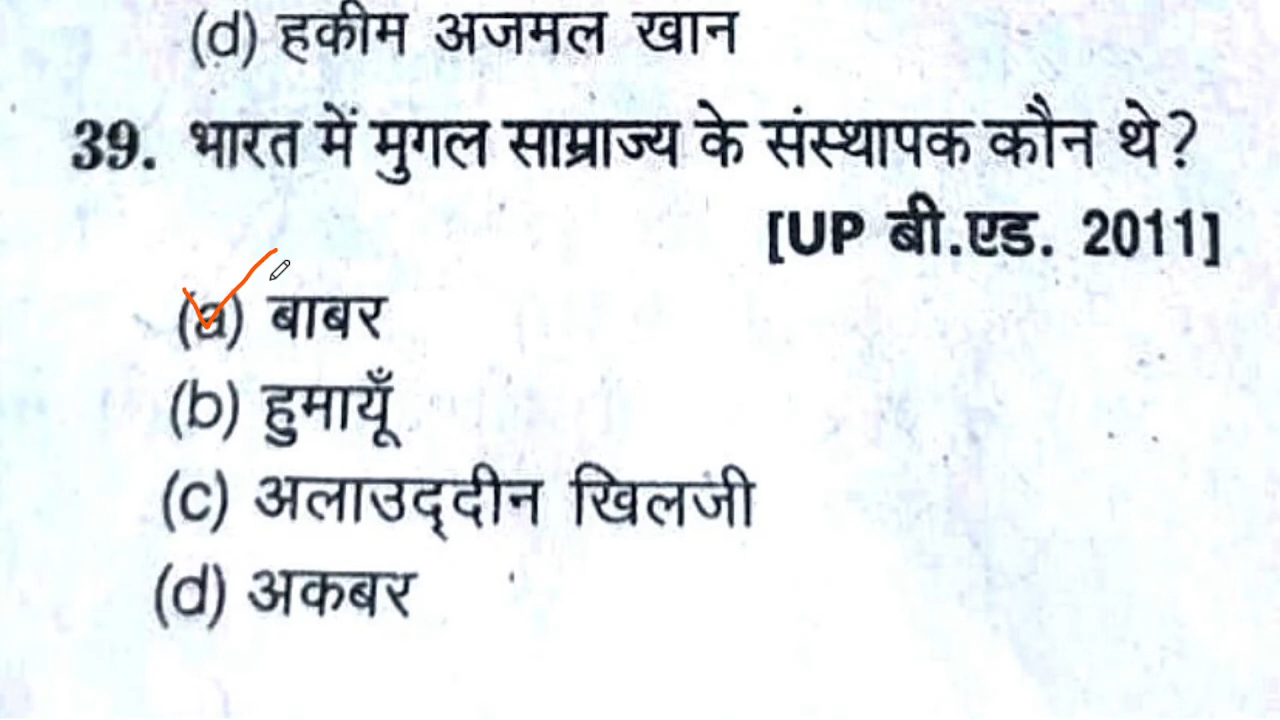 (d) हकीम अजमल खान
39. भारत में मुगल साम्राज्य के संस्थापक कौन थे?
[UP बी.एड. 2011]
(a) बाबर
(b) हुमायूँ
(c) अलाउद्दीन खिलजी
(d) अकबर